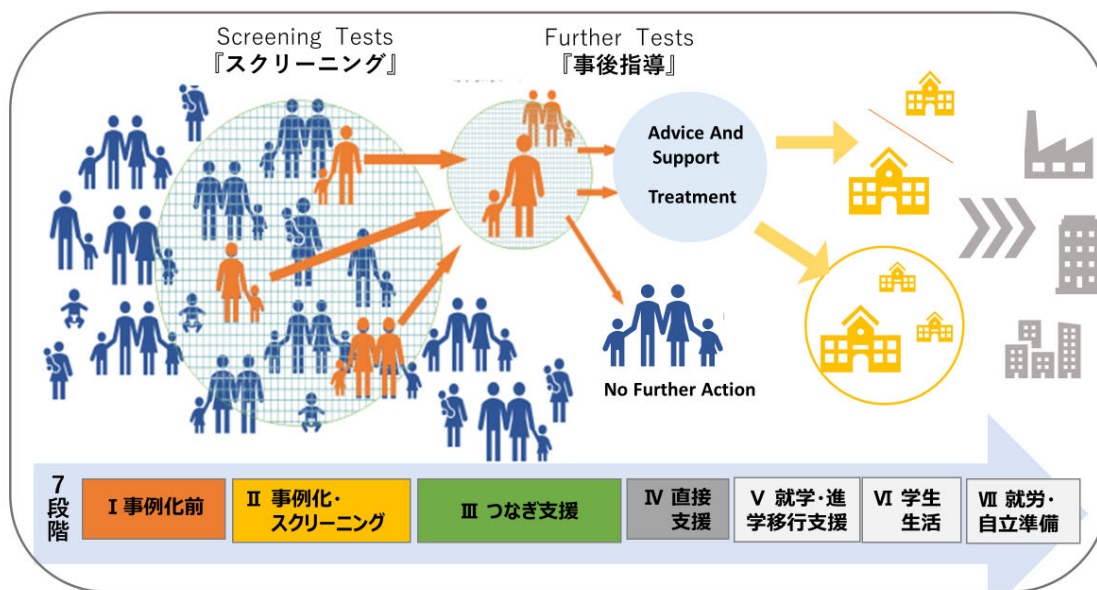 Screening Tests
『スクリーニング』
Further Tests
『事後指導』
Advice And
Support
Treatment
No Further Action
7段階
Ⅰ 事例化前
Ⅱ 事例化・
スクリーニング
Ⅲ つなぎ支援
Ⅳ 直接
支援
Ⅴ 就学・進
学移行支援
Ⅵ 学生
生活
Ⅶ 就労・
自立準備